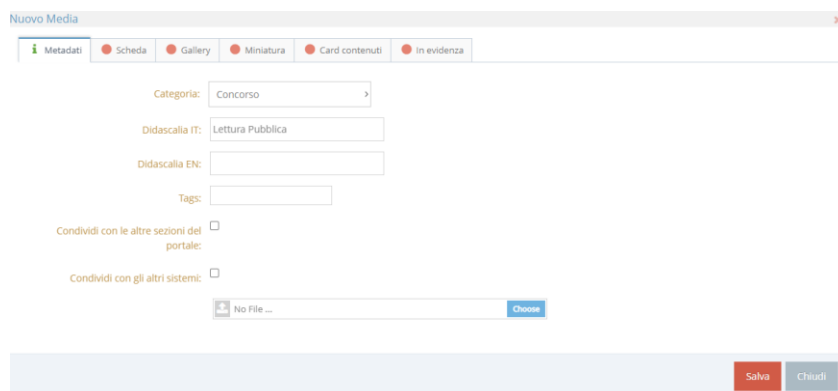 Nuovo Media
Metadati Scheda Gallery Miniatura Card contenuti In evidenza
Categoria: Concorso
Didascalia IT: Lettura Pubblica
Didascalia EN:
Tags:
Condividi con le altre sezioni del
portale:
Condividi con gli altri sistemi:
No File ... Choose
Salva Chiudi